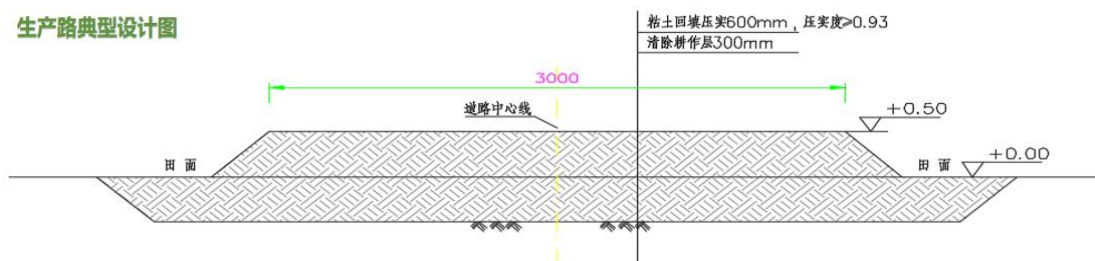 生产路典型设计图
粘土回填压实600mm，压实度≥0.93
清除耕作层300mm
3000
道路中心线
+0.50
田 面
田 面
+0.00